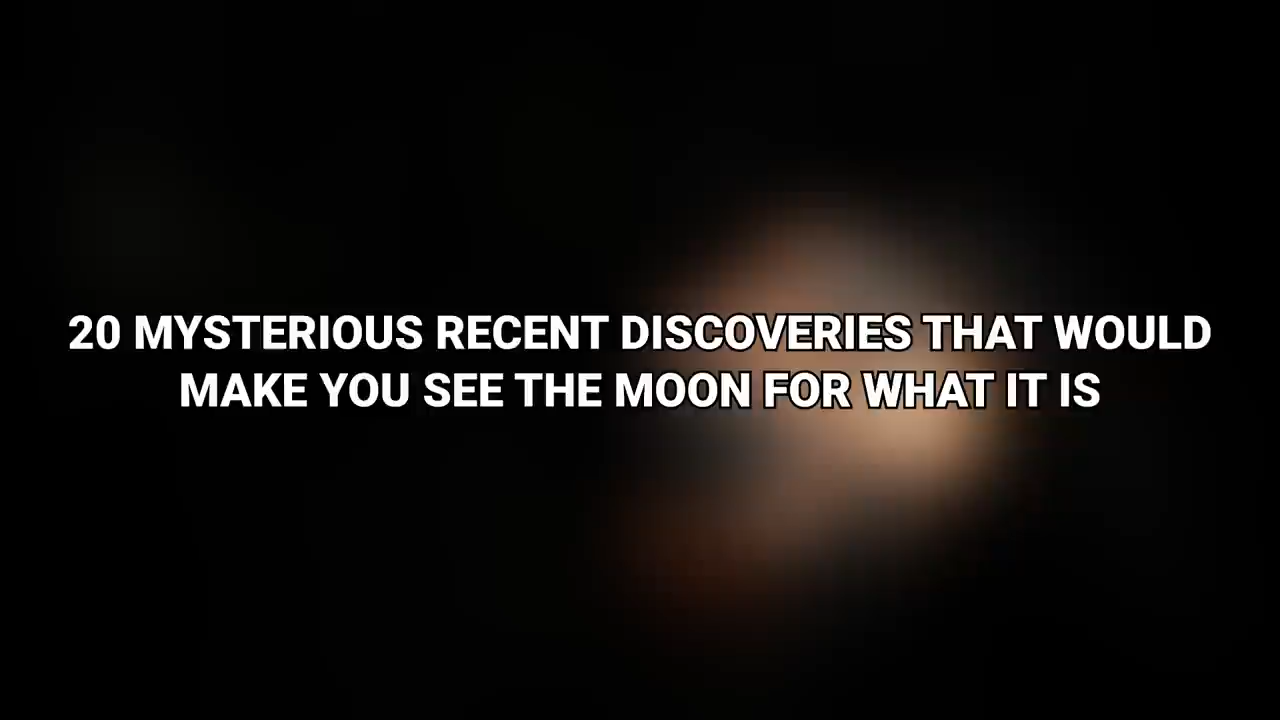 20 MYSTERIOUS RECENT DISCOVERIES THAT WOULD
MAKE YOU SEE THE MOON FOR WHAT IT IS